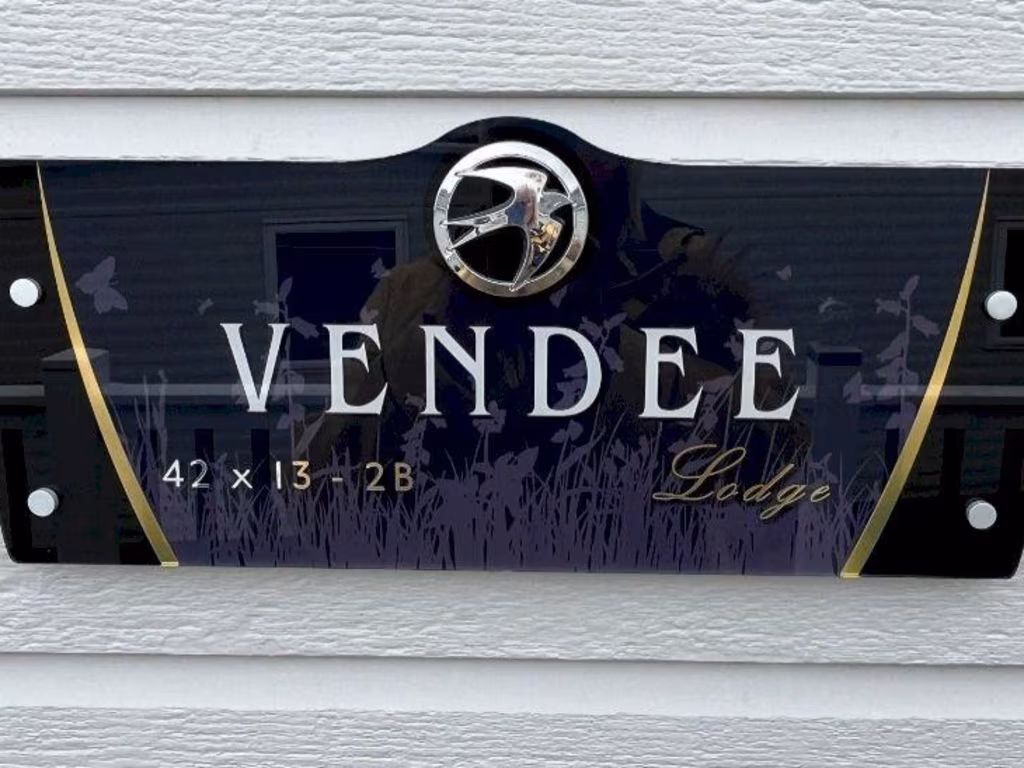 VENDEE
42 x 13 - 2B
Lodge